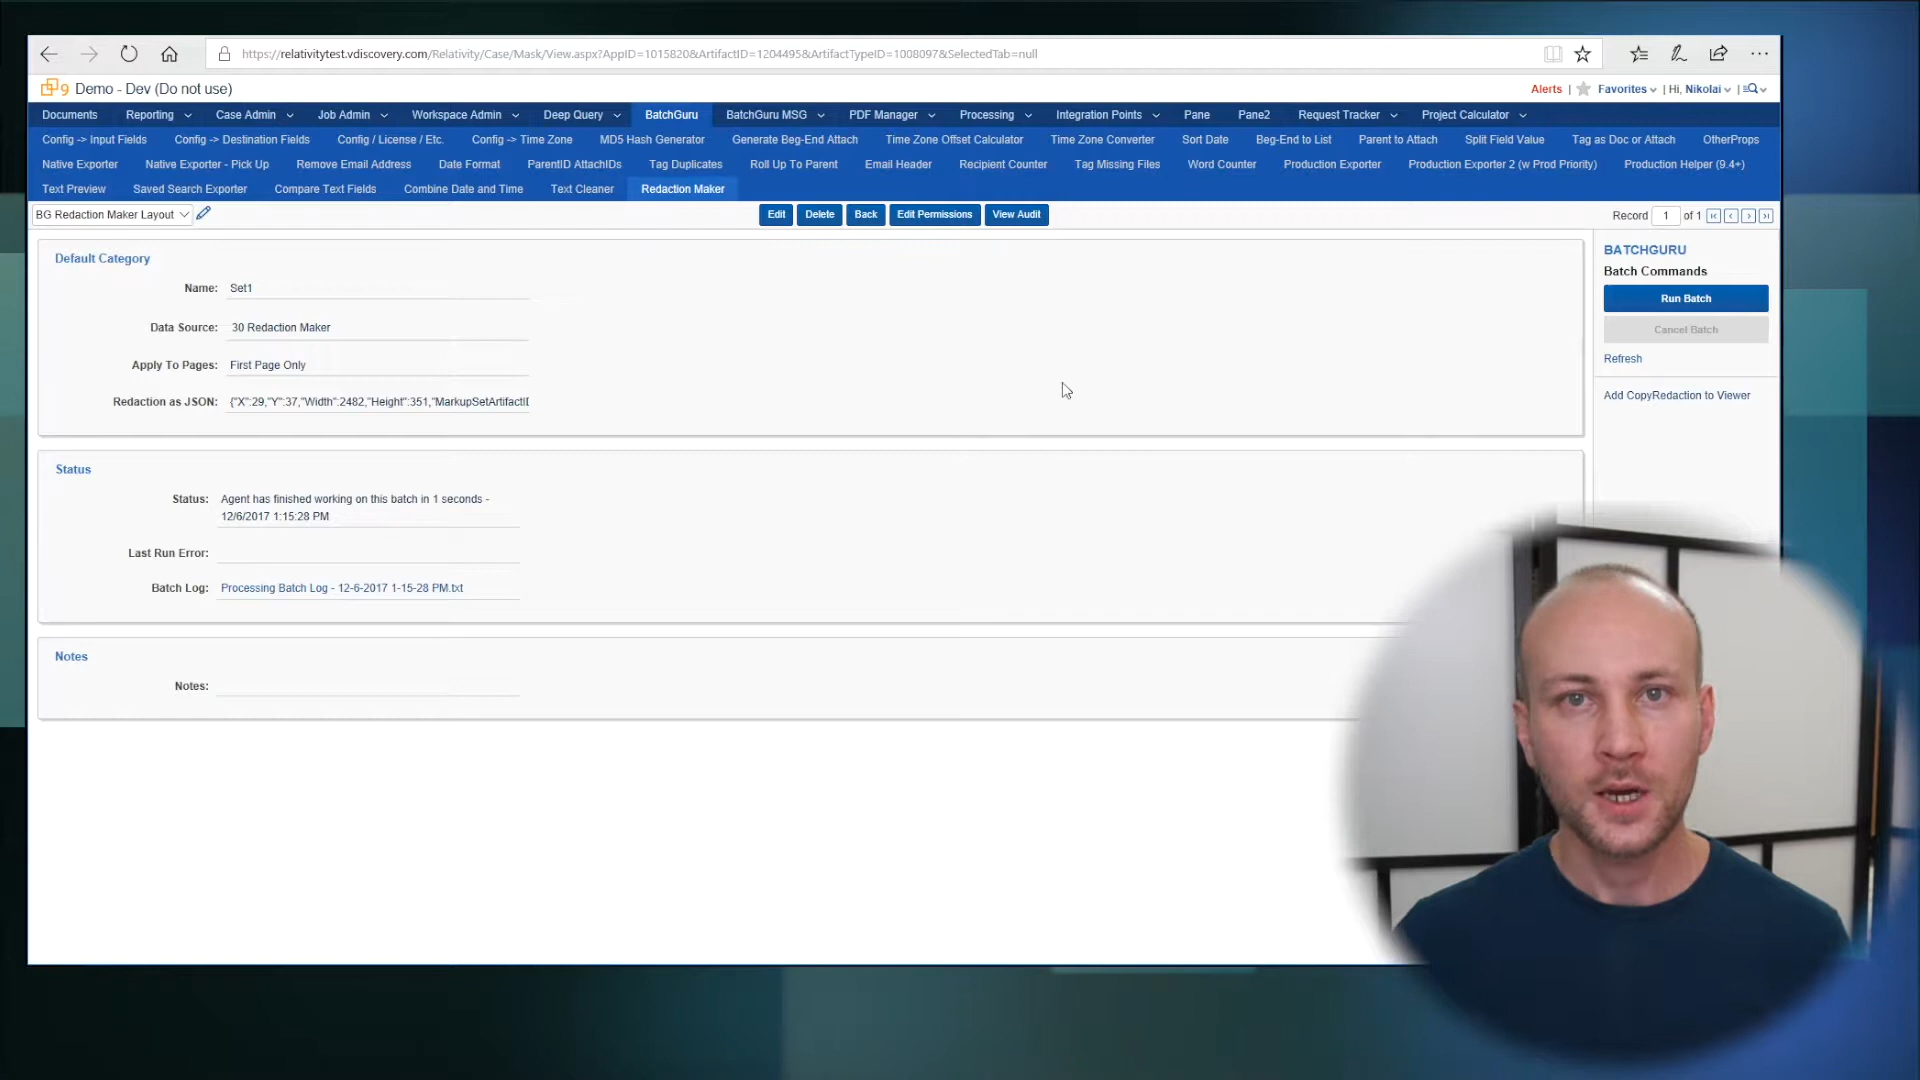 https://relativitytest.vdiscovery.com/Relativity/Case/Mask/View.aspx?AppID=1015820&ArtifactID=1204495&ArtifactTypeID=1008097&SelectedTab=null
9 Demo - Dev (Do not use)
Alerts | Favorites | Hi, Nikolai |
Documents Reporting Case Admin Job Admin Workspace Admin Deep Query BatchGuru BatchGuru MSG PDF Manager Processing Integration Points Pane Pane2 Request Tracker Project Calculator
Config -> Input Fields Config -> Destination Fields Config / License / Etc. Config -> Time Zone MD5 Hash Generator Generate Beg-End Attach Time Zone Offset Calculator Time Zone Converter Sort Date Beg-End to List Parent to Attach Split Field Value Tag as Doc or Attach OtherProps
Native Exporter Native Exporter - Pick Up Remove Email Address Date Format ParentID AttachIDs Tag Duplicates Roll Up To Parent Email Header Recipient Counter Tag Missing Files Word Counter Production Exporter Production Exporter 2 (w Prod Priority) Production Helper (9.4+)
Text Preview Saved Search Exporter Compare Text Fields Combine Date and Time Text Cleaner Redaction Maker
BG Redaction Maker Layout Edit Delete Back Edit Permissions View Audit Record 1 of 1
Default Category
Name: Set1
Data Source: 30 Redaction Maker
Apply To Pages: First Page Only
Redaction as JSON: {"X":29,"Y":37,"Width":2482,"Height":351,"MarkupSetArtifactI
Status
Status: Agent has finished working on this batch in 1 seconds -
12/6/2017 1:15:28 PM
Last Run Error:
Batch Log: Processing Batch Log - 12-6-2017 1-15-28 PM.txt
Notes
Notes:
BATCHGURU
Batch Commands
Run Batch
Cancel Batch
Refresh
Add CopyRedaction to Viewer